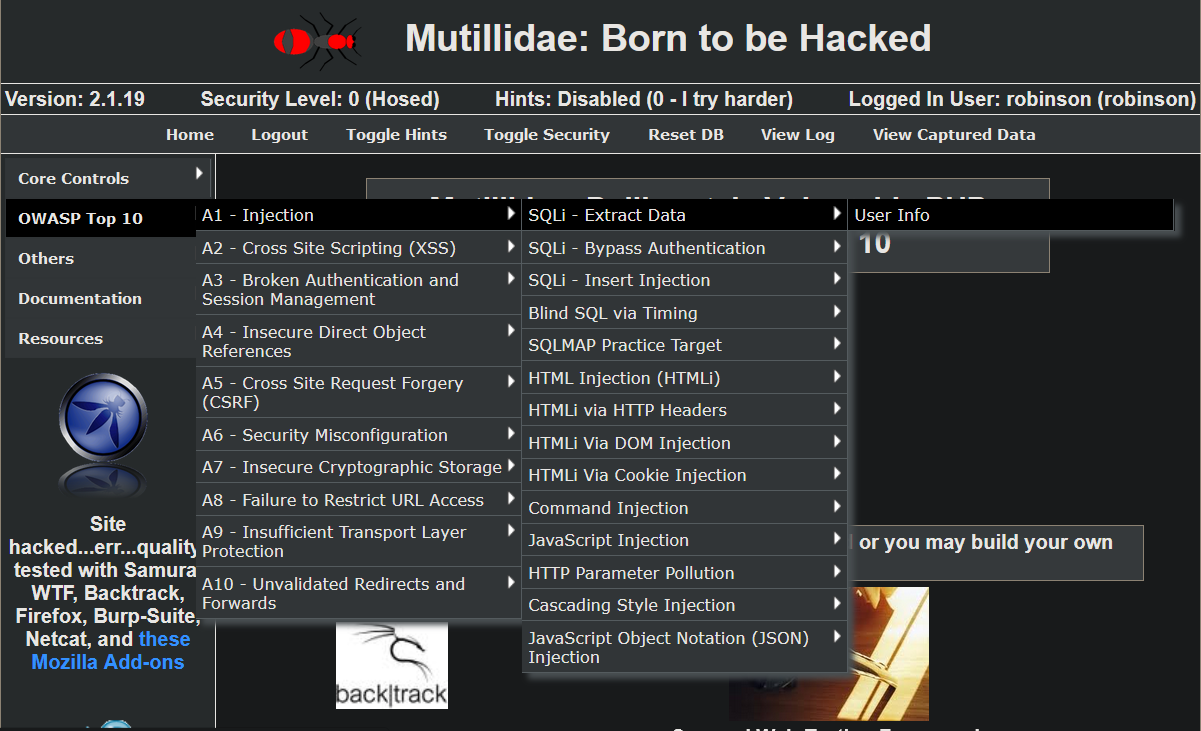 Mutillidae: Born to be Hacked
Version: 2.1.19 Security Level: 0 (Hosed) Hints: Disabled (0 - I try harder) Logged In User: robinson (robinson)
Home Logout Toggle Hints Toggle Security Reset DB View Log View Captured Data
Core Controls
OWASP Top 10
Others
Documentation
Resources
A1 - Injection
A2 - Cross Site Scripting (XSS)
A3 - Broken Authentication and
Session Management
A4 - Insecure Direct Object
References
A5 - Cross Site Request Forgery
(CSRF)
A6 - Security Misconfiguration
A7 - Insecure Cryptographic Storage
A8 - Failure to Restrict URL Access
A9 - Insufficient Transport Layer
Protection
A10 - Unvalidated Redirects and
Forwards
SQLi - Extract Data
SQLi - Bypass Authentication
SQLi - Insert Injection
Blind SQL via Timing
SQLMAP Practice Target
HTML Injection (HTMLi)
HTMLi via HTTP Headers
HTMLi Via DOM Injection
HTMLi Via Cookie Injection
Command Injection
JavaScript Injection
HTTP Parameter Pollution
Cascading Style Injection
JavaScript Object Notation (JSON)
Injection
User Info
10
or you may build your own
Site
hacked...err...quality
tested with Samurai
WTF, Backtrack,
Firefox, Burp-Suite,
Netcat, and these
Mozilla Add-ons
back|track